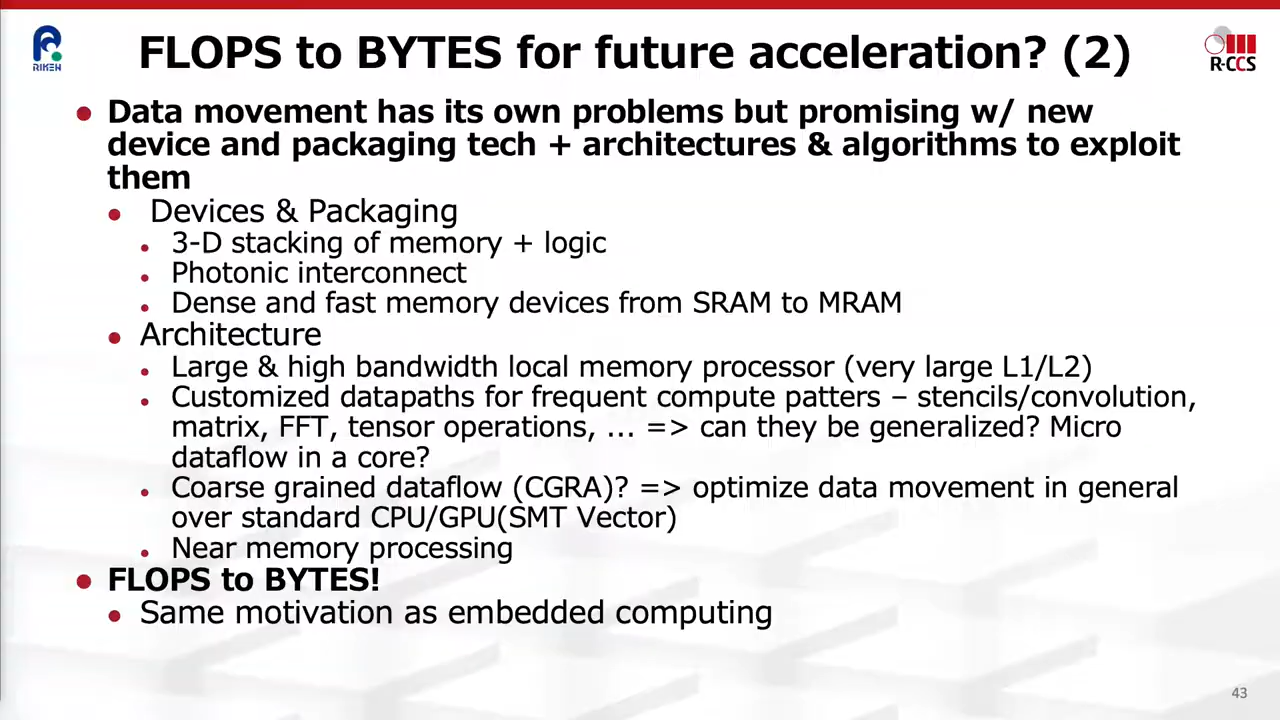 FLOPS to BYTES for future acceleration? (2)
RIKEN
R-CCS
● Data movement has its own problems but promising w/ new
device and packaging tech + architectures & algorithms to exploit
them
● Devices & Packaging
● 3-D stacking of memory + logic
● Photonic interconnect
● Dense and fast memory devices from SRAM to MRAM
● Architecture
● Large & high bandwidth local memory processor (very large L1/L2)
● Customized datapaths for frequent compute patters – stencils/convolution,
matrix, FFT, tensor operations, ... => can they be generalized? Micro
dataflow in a core?
● Coarse grained dataflow (CGRA)? => optimize data movement in general
over standard CPU/GPU(SMT Vector)
● Near memory processing
● FLOPS to BYTES!
● Same motivation as embedded computing
43